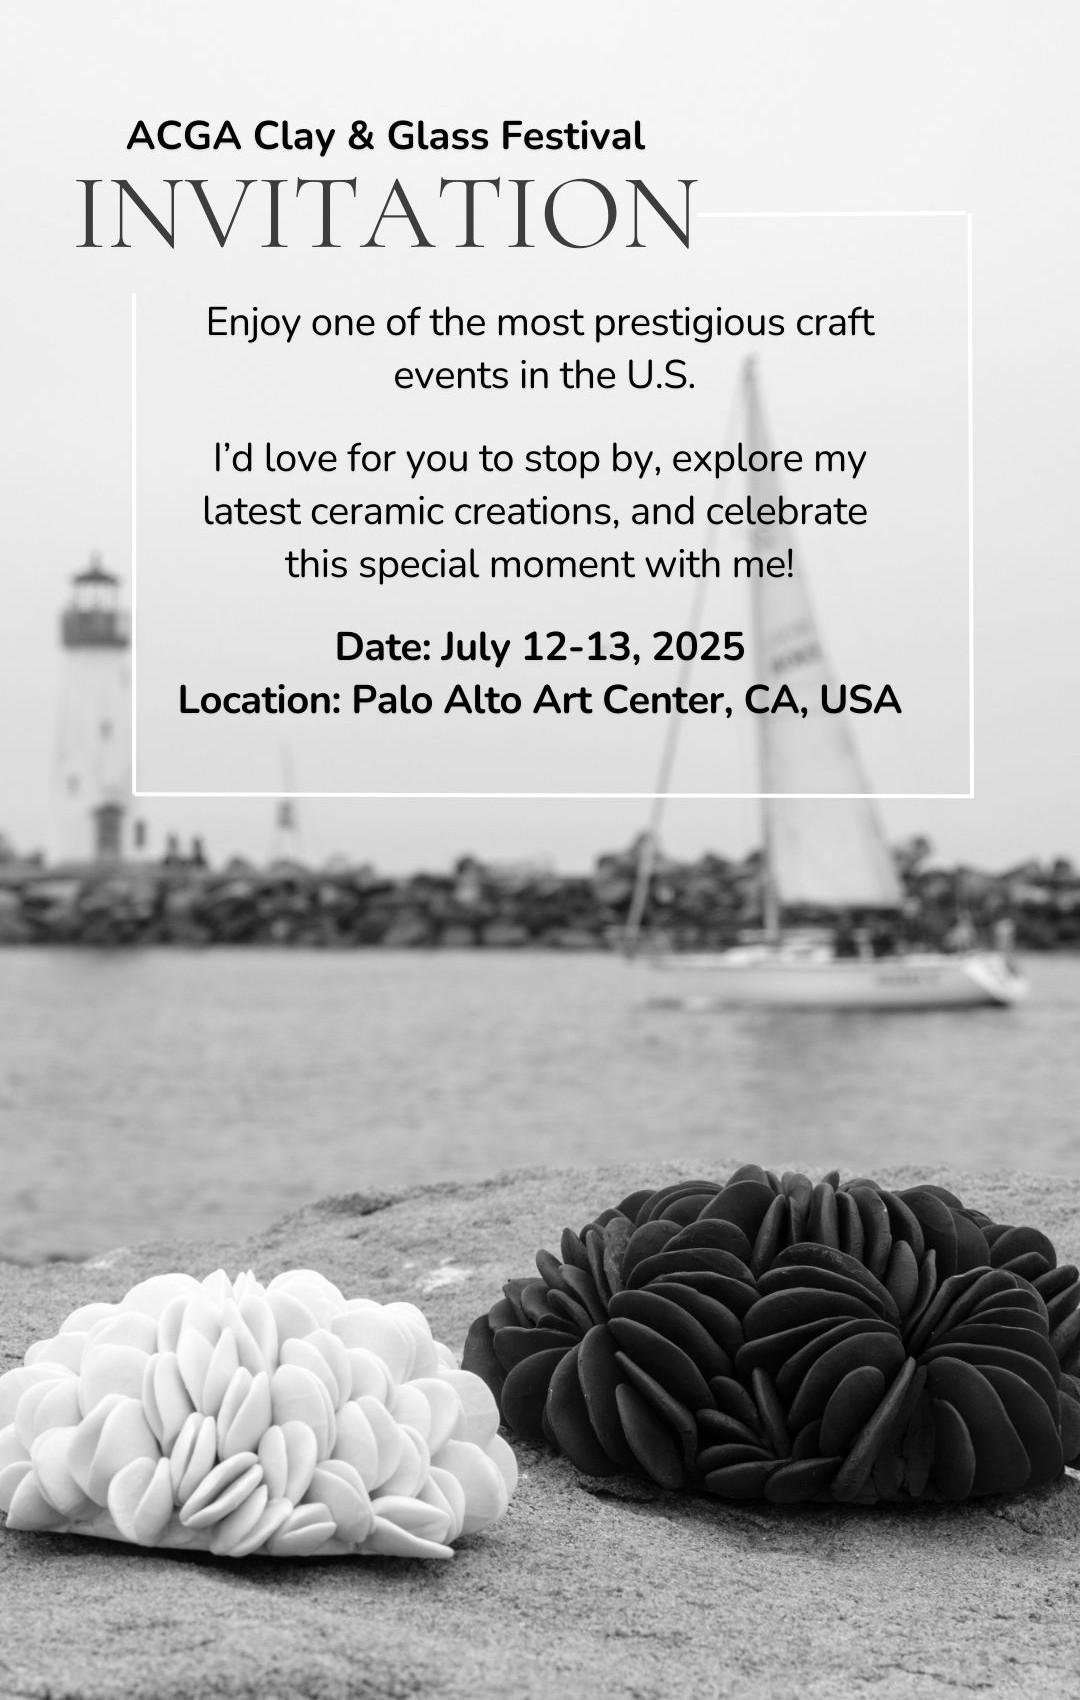 ACGA Clay & Glass Festival
INVITATION
Enjoy one of the most prestigious craft
events in the U.S.
I’d love for you to stop by, explore my
latest ceramic creations, and celebrate
this special moment with me!
Date: July 12-13, 2025
Location: Palo Alto Art Center, CA, USA